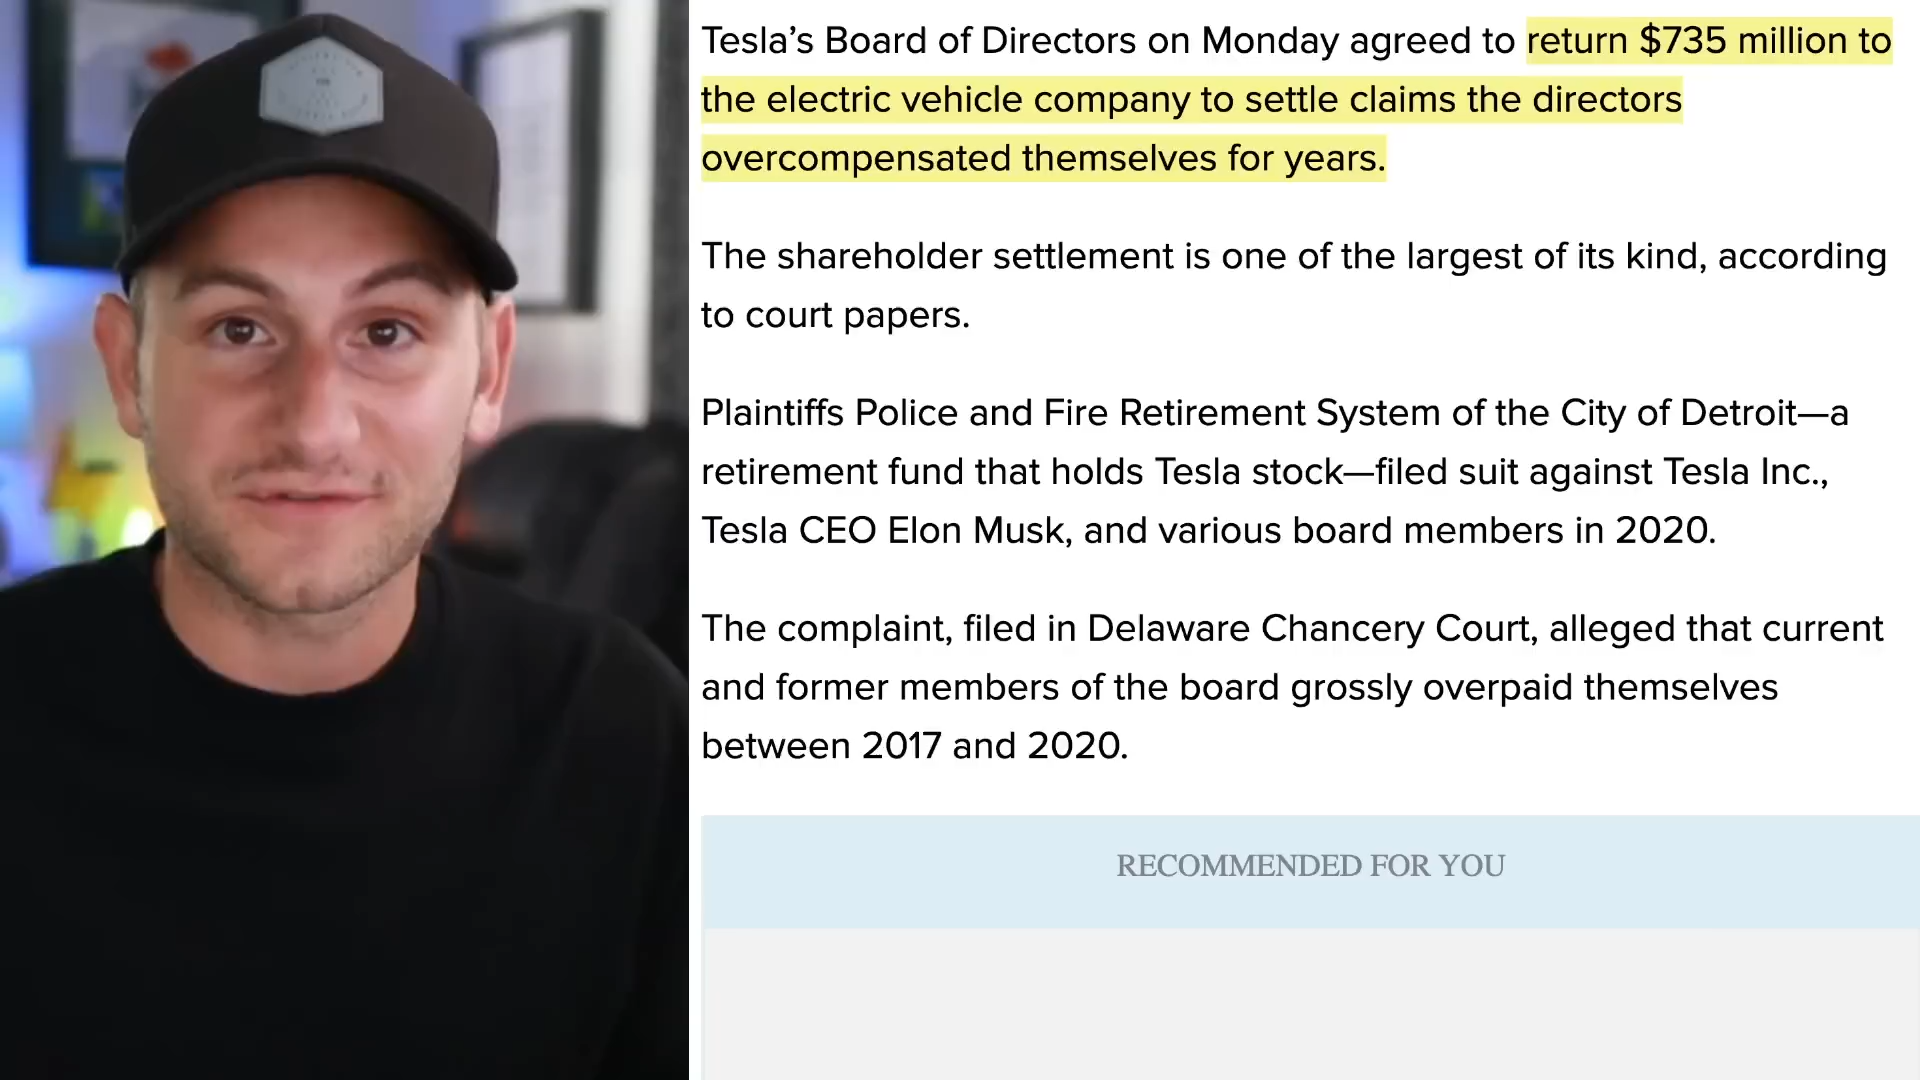 Tesla’s Board of Directors on Monday agreed to return $735 million to
the electric vehicle company to settle claims the directors
overcompensated themselves for years.
The shareholder settlement is one of the largest of its kind, according
to court papers.
Plaintiffs Police and Fire Retirement System of the City of Detroit—a
retirement fund that holds Tesla stock—filed suit against Tesla Inc.,
Tesla CEO Elon Musk, and various board members in 2020.
The complaint, filed in Delaware Chancery Court, alleged that current
and former members of the board grossly overpaid themselves
between 2017 and 2020.
RECOMMENDED FOR YOU